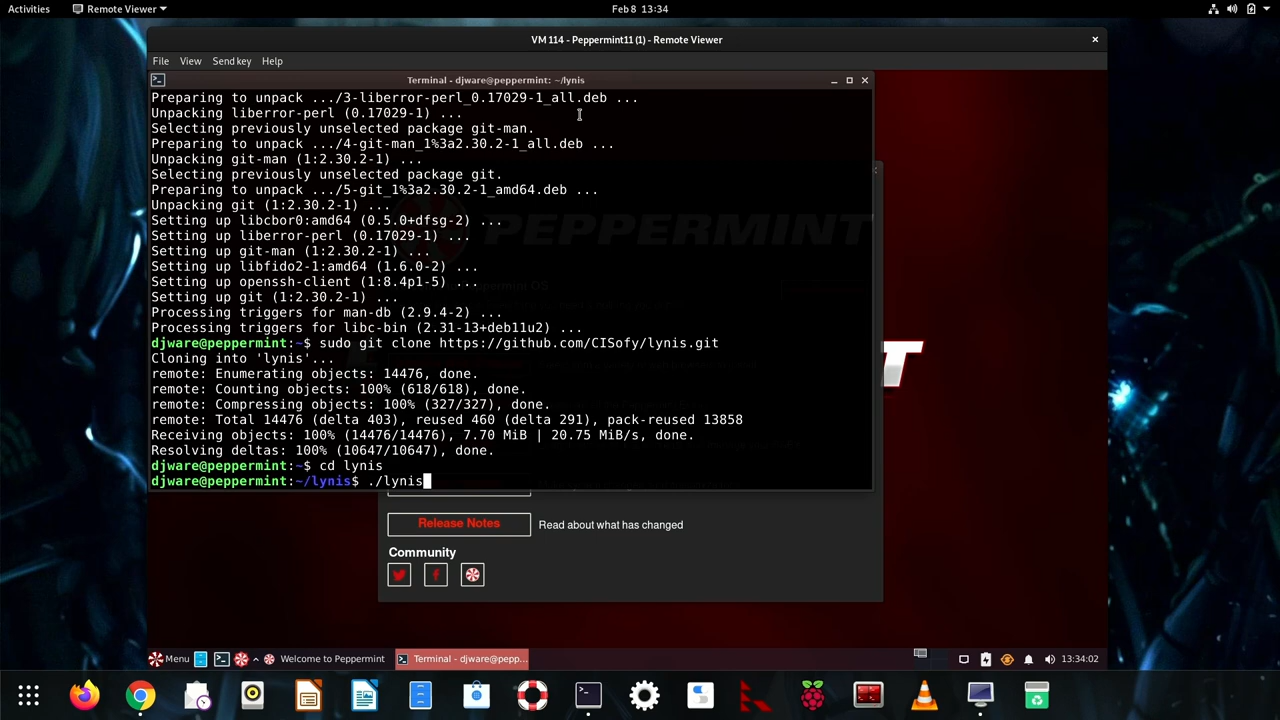 Activities
Remote Viewer
Feb 8 13:34
VM 114 - Peppermint11 (1) - Remote Viewer
File View Send key Help
Terminal - djware@peppermint: ~/lynis
Preparing to unpack .../3-liberror-perl_0.17029-1_all.deb ...
Unpacking liberror-perl (0.17029-1) ...
Selecting previously unselected package git-man.
Preparing to unpack .../4-git-man_1%3a2.30.2-1_all.deb ...
Unpacking git-man (1:2.30.2-1) ...
Selecting previously unselected package git.
Preparing to unpack .../5-git_1%3a2.30.2-1_amd64.deb ...
Unpacking git (1:2.30.2-1) ...
Setting up libcbor0:amd64 (0.5.0+dfsg-2) ...
Setting up liberror-perl (0.17029-1) ...
Setting up git-man (1:2.30.2-1) ...
Setting up libfido2-1:amd64 (1.6.0-2) ...
Setting up openssh-client (1:8.4p1-5) ...
Setting up git (1:2.30.2-1) ...
Processing triggers for man-db (2.9.4-2) ...
Processing triggers for libc-bin (2.31-13+deb11u2) ...
djware@peppermint:~$ sudo git clone https://github.com/CISofy/lynis.git
Cloning into 'lynis'...
remote: Enumerating objects: 14476, done.
remote: Counting objects: 100% (618/618), done.
remote: Compressing objects: 100% (327/327), done.
remote: Total 14476 (delta 403), reused 460 (delta 291), pack-reused 13858
Receiving objects: 100% (14476/14476), 7.70 MiB | 20.75 MiB/s, done.
Resolving deltas: 100% (10647/10647), done.
djware@peppermint:~$ cd lynis
djware@peppermint:~/lynis$ ./lynis
PEPPERMINT
T
Release Notes Read about what has changed
Community
Menu
Welcome to Peppermint
Terminal - djware@pepp...
13:34:02